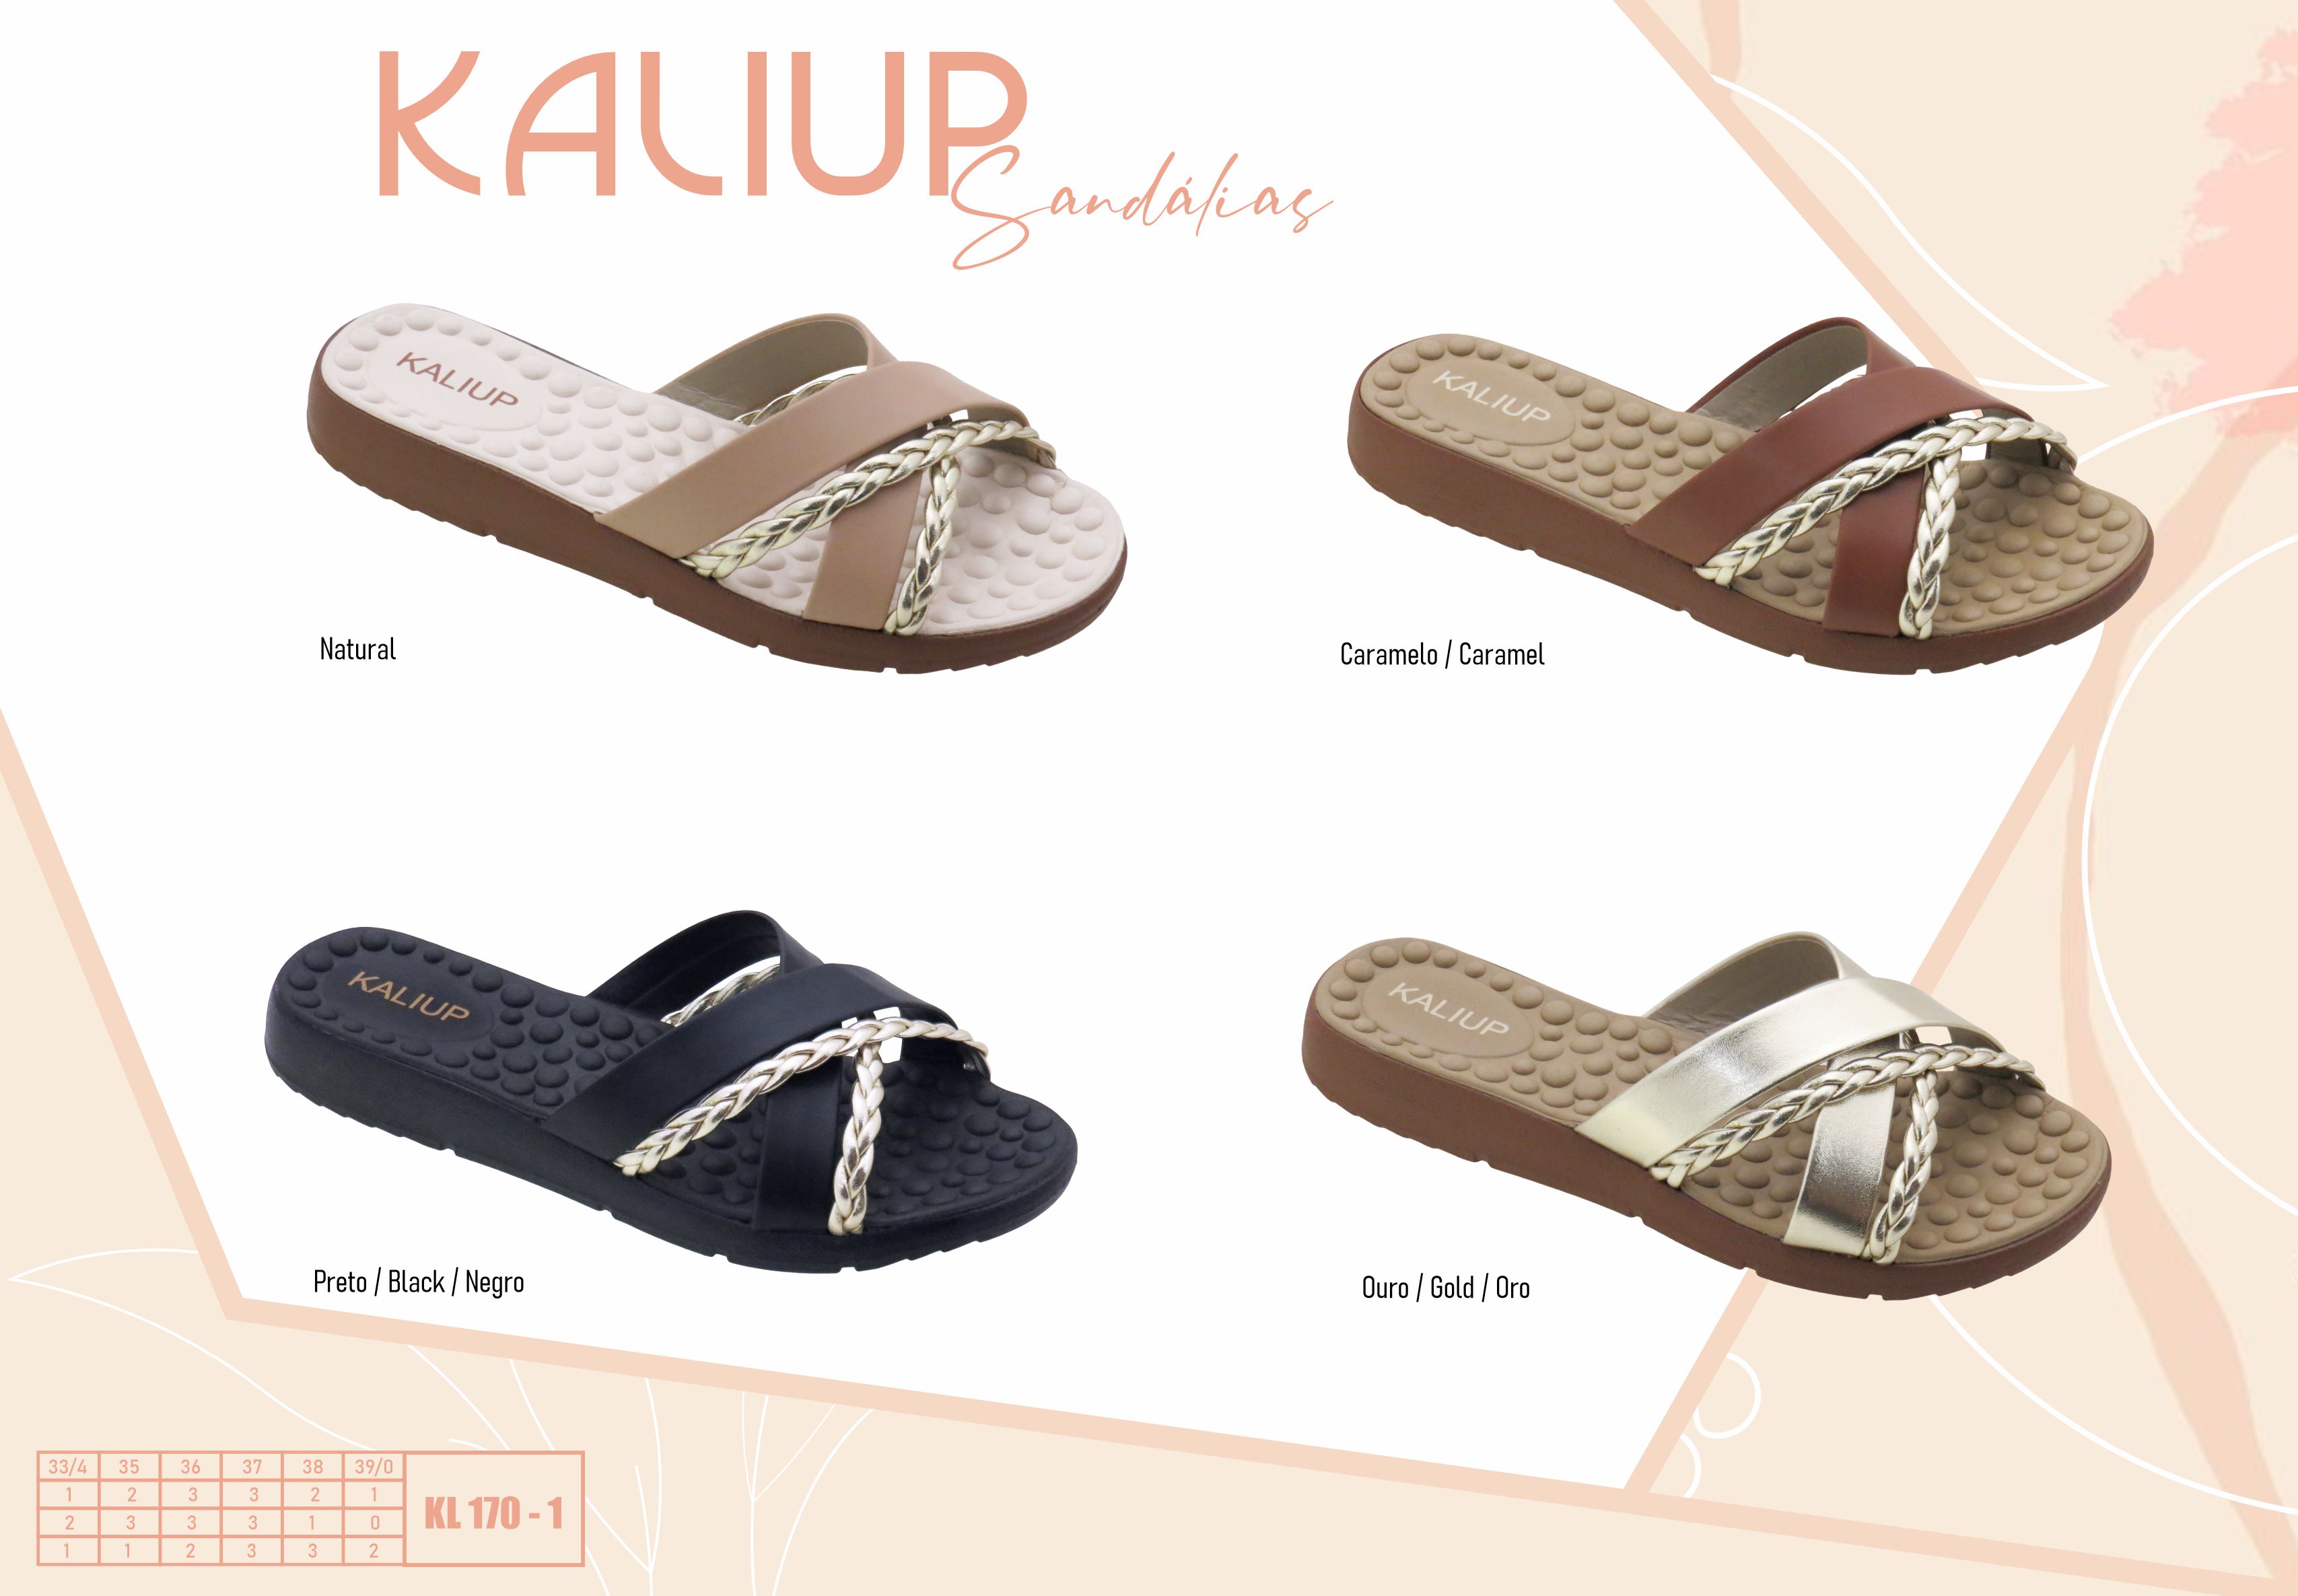 KALIUP
Sandálias
KALIUP
KALIUP
Natural
Caramelo / Caramel
KALIUP
KALIUP
Preto / Black / Negro
Ouro / Gold / Oro
33/4 35 36 37 38 39/0
1 2 3 3 2 1
2 3 3 3 1 0
1 1 2 3 3 2
KL 170 - 1